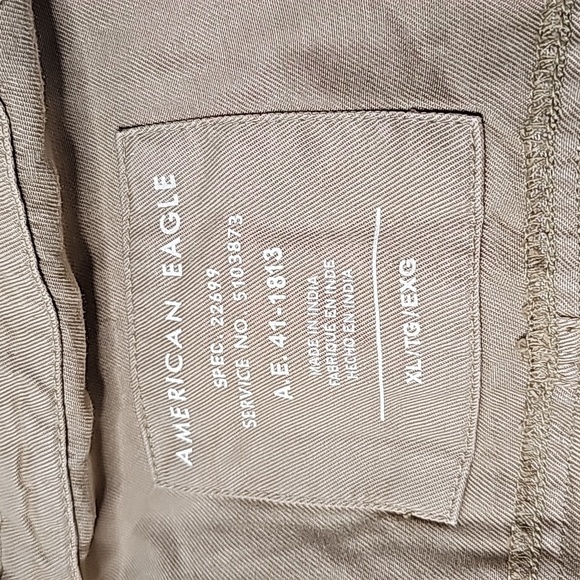 AMERICAN EAGLE
SPEC. 22699
SERVICE NO. 5103873
A.E. 41-1813
MADE IN INDIA
FABRIQUE EN INDE
HECHO EN INDIA
XL/TG/EXG